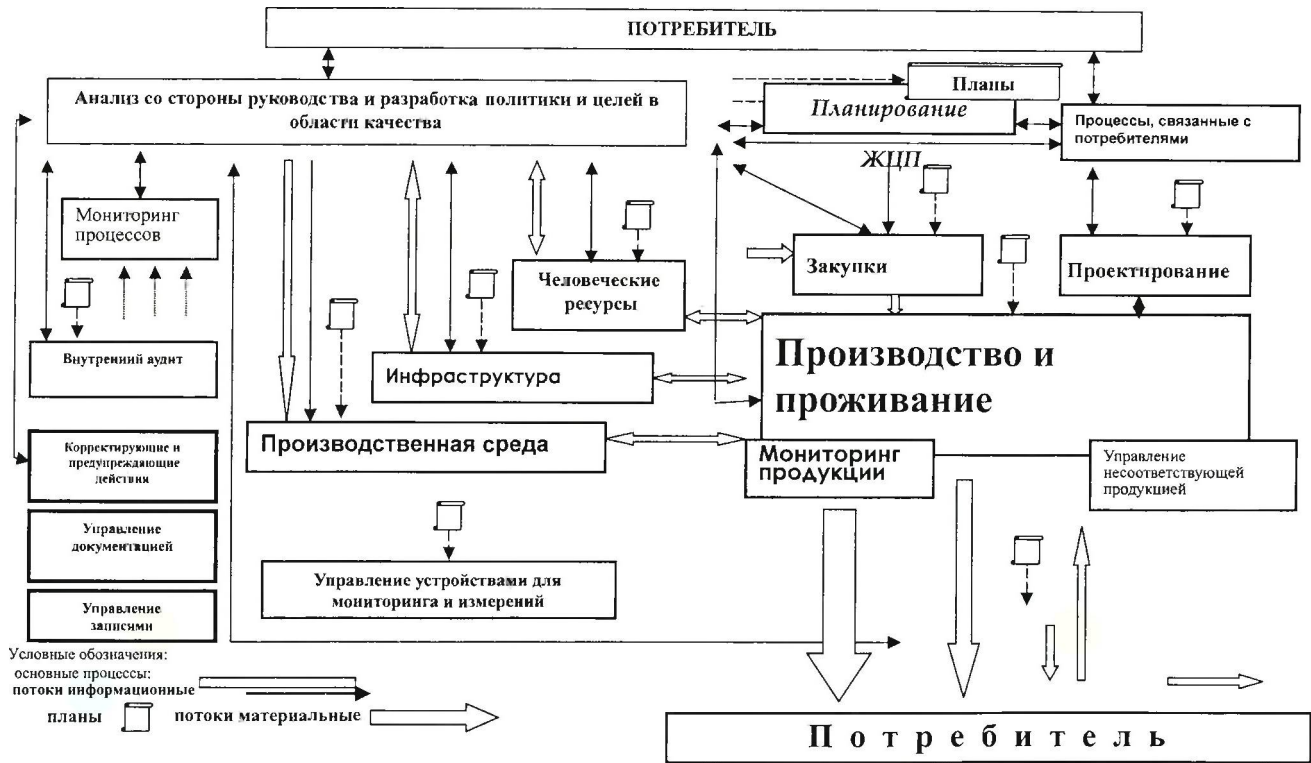 ПОТРЕБИТЕЛЬ
Анализ со стороны руководства и разработка политики и целей в
области качества
Планы
Планирование
Процессы, связанные с
потребителями
ЖЦП
Мониторинг
процессов
Закупки
Проектирование
Человеческие
ресурсы
Внутренний аудит
Инфраструктура
Производство и
проживание
Производственная среда
Мониторинг
продукции
Управление
несоответствующей
продукцией
Корректирующие и
предупреждающие
действия
Управление
документацией
Управление устройствами для
мониторинга и измерений
Управление
записями
Условные обозначения:
основные процессы:
потоки информационные
планы
потоки материальные
Потребитель